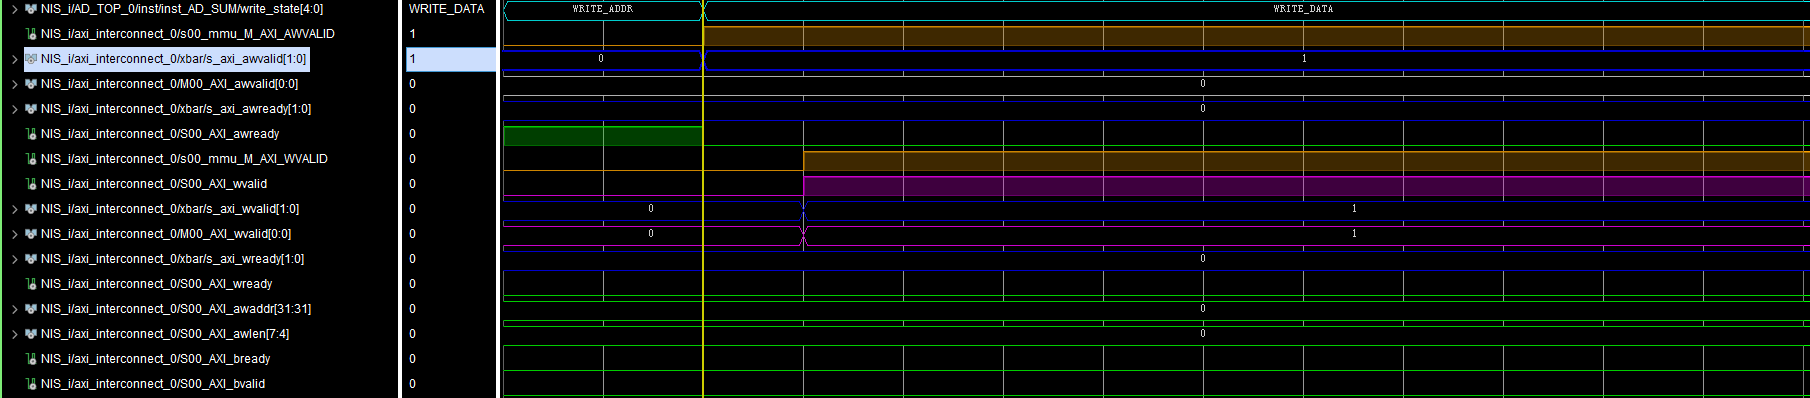 NIS_i/AD_TOP_0/inst/inst_AD_SUM/write_state[4:0] WRITE_DATA WRITE_ADDR WRITE_DATA
NIS_i/axi_interconnect_0/s00_mmu_M_AXI_AWVALID 1
NIS_i/axi_interconnect_0/xbar/s_axi_awvalid[1:0] 1 0 1
NIS_i/axi_interconnect_0/M00_AXI_awvalid[0:0] 0 0
NIS_i/axi_interconnect_0/xbar/s_axi_awready[1:0] 0 0
NIS_i/axi_interconnect_0/S00_AXI_awready 0
NIS_i/axi_interconnect_0/s00_mmu_M_AXI_WVALID 0
NIS_i/axi_interconnect_0/S00_AXI_wvalid 0
NIS_i/axi_interconnect_0/xbar/s_axi_wvalid[1:0] 0 0 1
NIS_i/axi_interconnect_0/M00_AXI_wvalid[0:0] 0 0 1
NIS_i/axi_interconnect_0/xbar/s_axi_wready[1:0] 0 0
NIS_i/axi_interconnect_0/S00_AXI_wready 0
NIS_i/axi_interconnect_0/S00_AXI_awaddr[31:31] 0 0
NIS_i/axi_interconnect_0/S00_AXI_awlen[7:4] 0 0
NIS_i/axi_interconnect_0/S00_AXI_bready 0
NIS_i/axi_interconnect_0/S00_AXI_bvalid 0